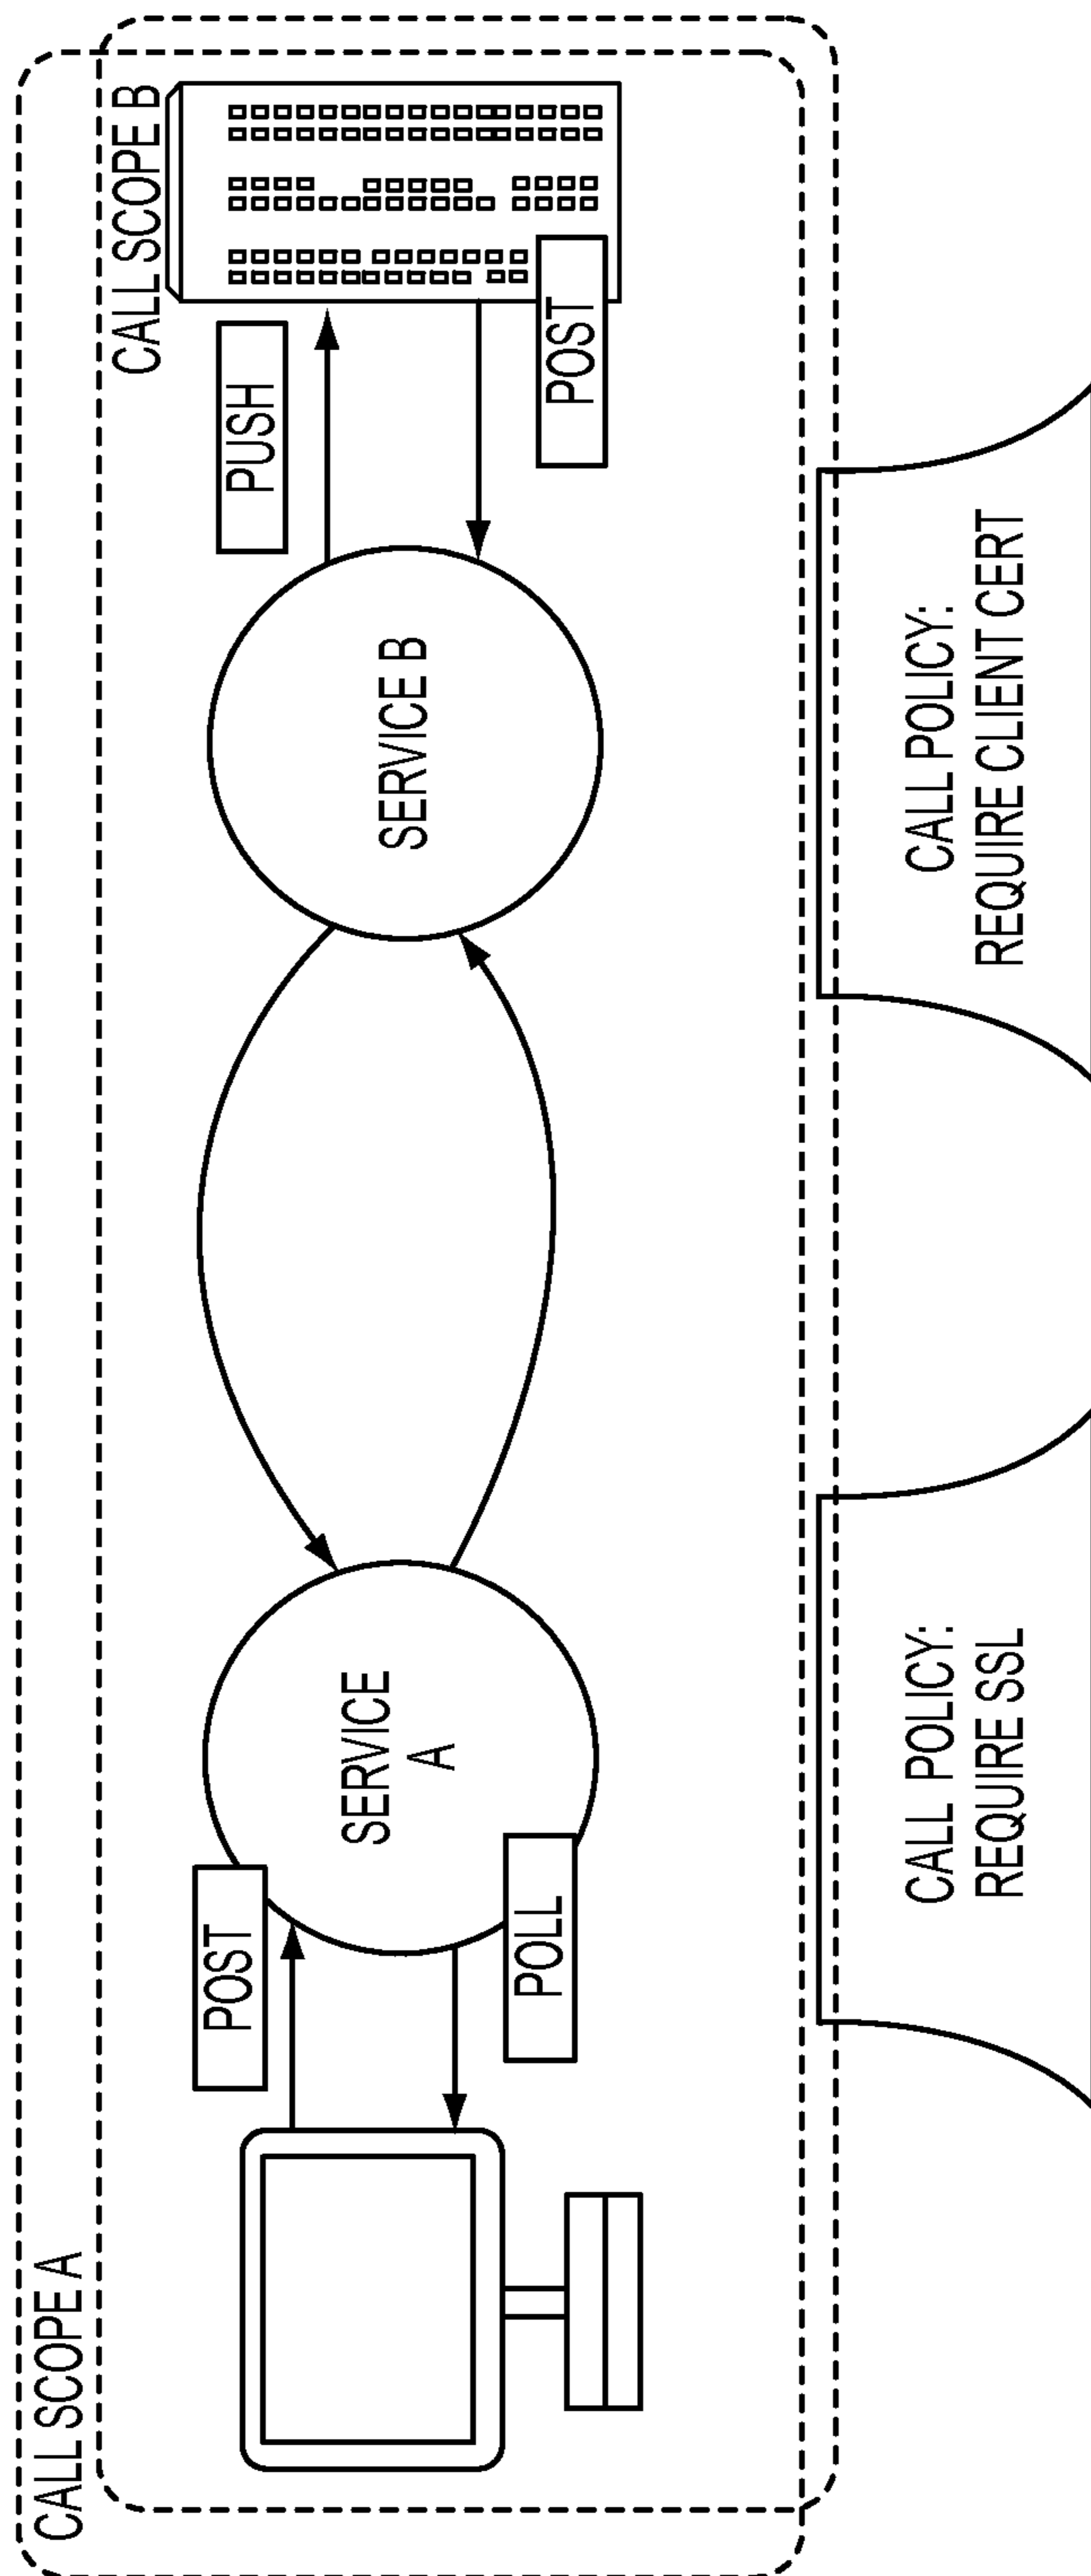 CALL SCOPE A
CALL SCOPE B
POST
PUSH
SERVICE
A
SERVICE B
POLL
POST
CALL POLICY:
REQUIRE SSL
CALL POLICY:
REQUIRE CLIENT CERT